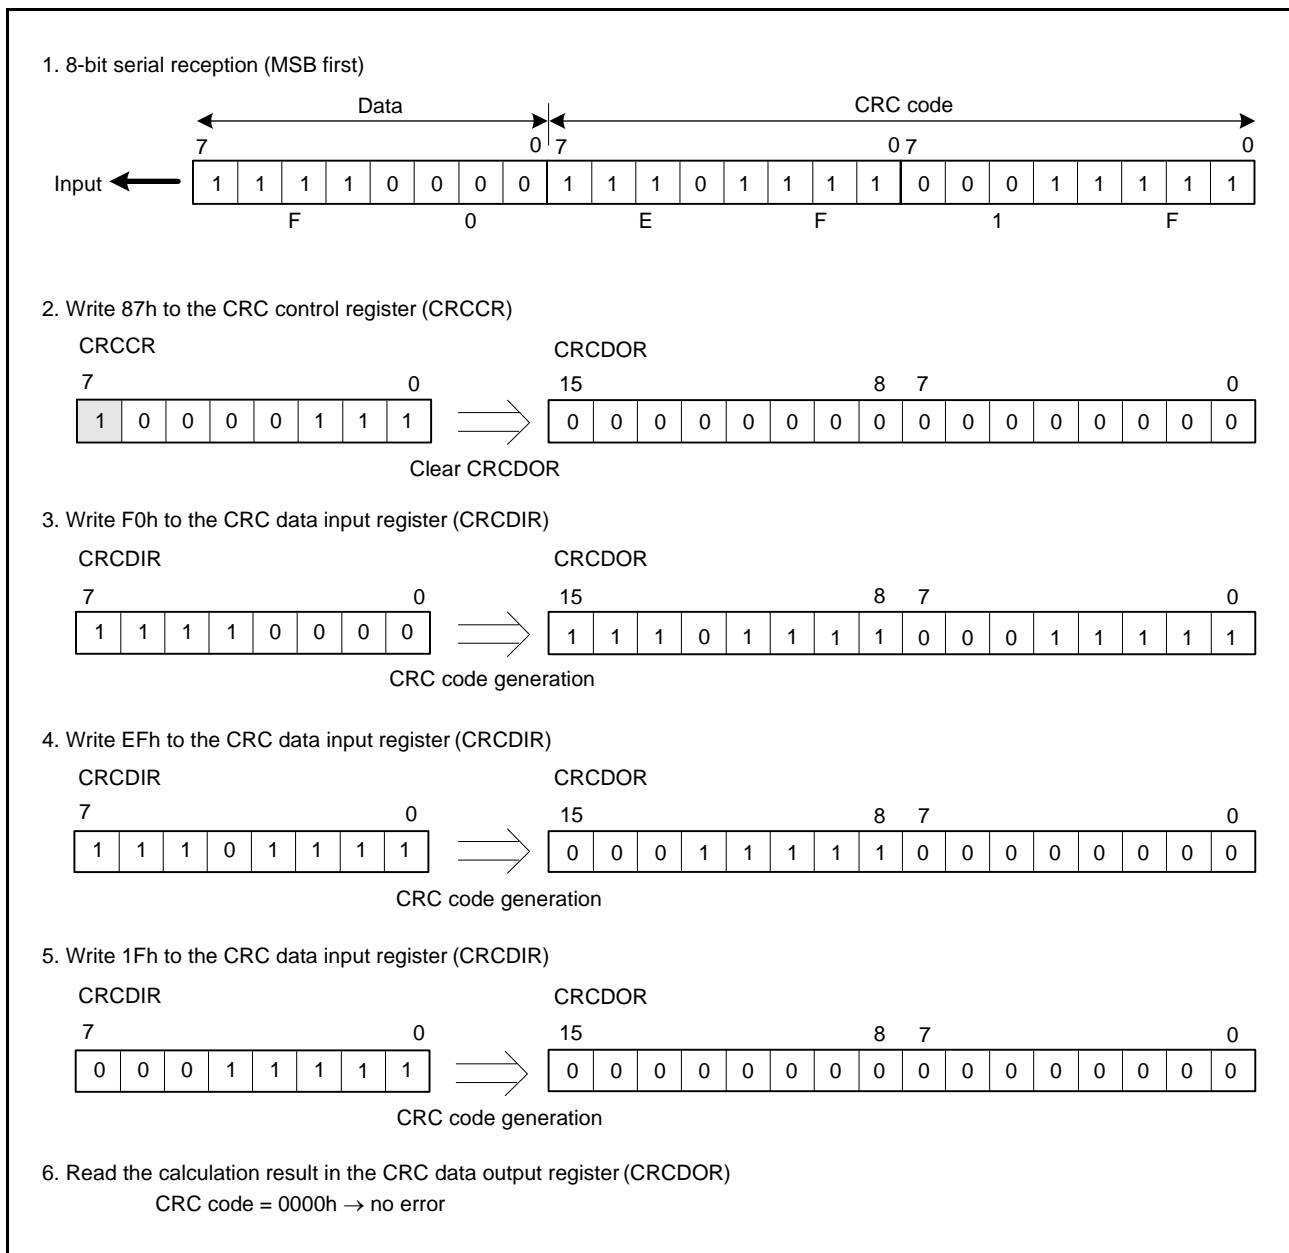 1. 8-bit serial reception (MSB first)
Data CRC code
7 0 7 0 7 0
Input 1 1 1 1 0 0 0 0 1 1 1 0 1 1 1 1 0 0 0 1 1 1 1 1
F 0 E F 1 F
2. Write 87h to the CRC control register (CRCCR)
CRCCR CRCDOR
7 0 15 8 7 0
1 0 0 0 0 1 1 1 0 0 0 0 0 0 0 0 0 0 0 0 0 0 0 0
Clear CRCDOR
3. Write F0h to the CRC data input register (CRCDIR)
CRCDIR CRCDOR
7 0 15 8 7 0
1 1 1 1 0 0 0 0 1 1 1 0 1 1 1 1 0 0 0 1 1 1 1 1
CRC code generation
4. Write EFh to the CRC data input register (CRCDIR)
CRCDIR CRCDOR
7 0 15 8 7 0
1 1 1 0 1 1 1 1 0 0 0 1 1 1 1 1 0 0 0 0 0 0 0 0
CRC code generation
5. Write 1Fh to the CRC data input register (CRCDIR)
CRCDIR CRCDOR
7 0 15 8 7 0
0 0 0 1 1 1 1 1 0 0 0 0 0 0 0 0 0 0 0 0 0 0 0 0
CRC code generation
6. Read the calculation result in the CRC data output register (CRCDOR)
CRC code = 0000h → no error